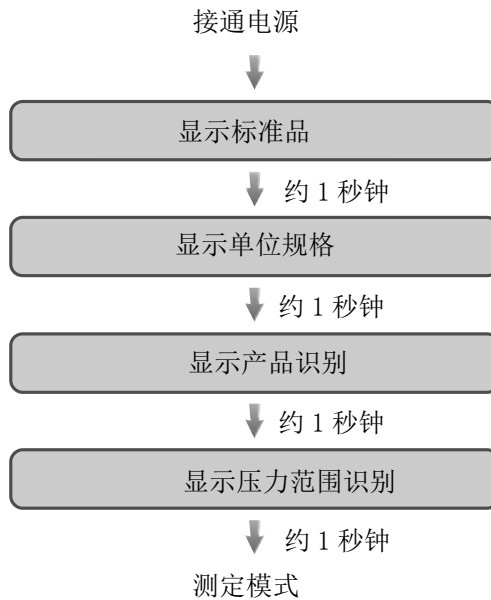 接通电源
显示标准品
约 1 秒钟
显示单位规格
约 1 秒钟
显示产品识别
约 1 秒钟
显示压力范围识别
约 1 秒钟
测定模式